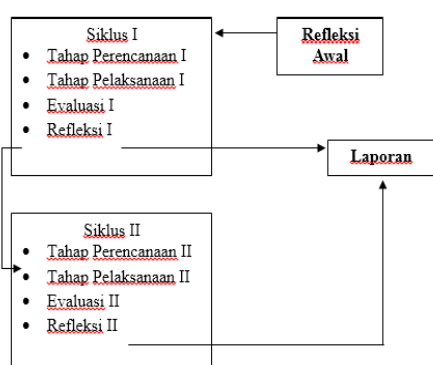 Siklus I
• Tahap Perencanaan I
• Tahap Pelaksanaan I
• Evaluasi I
• Refleksi I
Refleksi
Awal
Laporan
Siklus II
• Tahap Perencanaan II
• Tahap Pelaksanaan II
• Evaluasi II
• Refleksi II